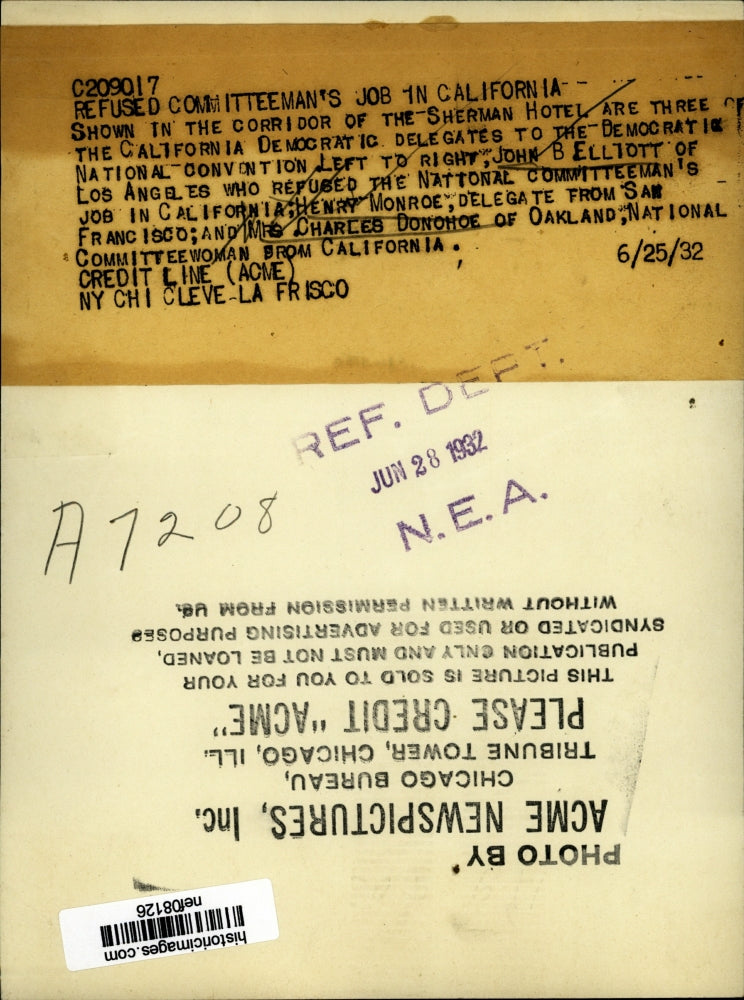 C209017
REFUSED COMMITTEEMAN'S JOB IN CALIFORNIA--
SHOWN IN THE CORRIDOR OF THE SHERMAN HOTEL ARE THREE OF
THE CALIFORNIA DEMOCRATIC DELEGATES TO THE DEMOCRATIC
NATIONAL CONVENTION, LEFT TO RIGHT, JOHN B ELLIOTT OF
LOS ANGELES WHO REFUSED THE NATIONAL COMMITTEEMAN'S
JOB IN CALIFORNIA; HENRY MONROE, DELEGATE FROM SAN
FRANCISCO; AND MRS CHARLES DONOHOE OF OAKLAND, NATIONAL
COMMITTEEWOMAN FROM CALIFORNIA.
CREDIT LINE (ACME) 6/25/32
NY CHI CLEVE-LA FRISCO
REF. DEPT.
JUN 28 1932
N.E.A.
A7208
PHOTO BY
ACME NEWSPICTURES, Inc.
CHICAGO BUREAU,
TRIBUNE TOWER, CHICAGO, ILL.
PLEASE CREDIT "ACME"
THIS PICTURE IS SOLD TO YOU FOR YOUR
PUBLICATION ONLY AND MUST NOT BE LOANED,
SYNDICATED OR USED FOR ADVERTISING PURPOSES
WITHOUT WRITTEN PERMISSION FROM US.
historicimages.com
nef08126